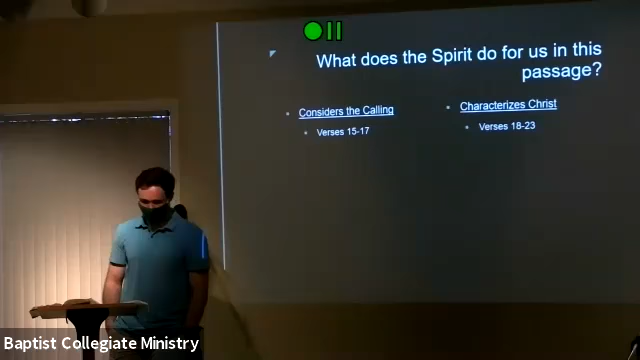 What does the Spirit do for us in this
passage?
Considers the Calling
Verses 15-17
Characterizes Christ
Verses 18-23
Baptist Collegiate Ministry